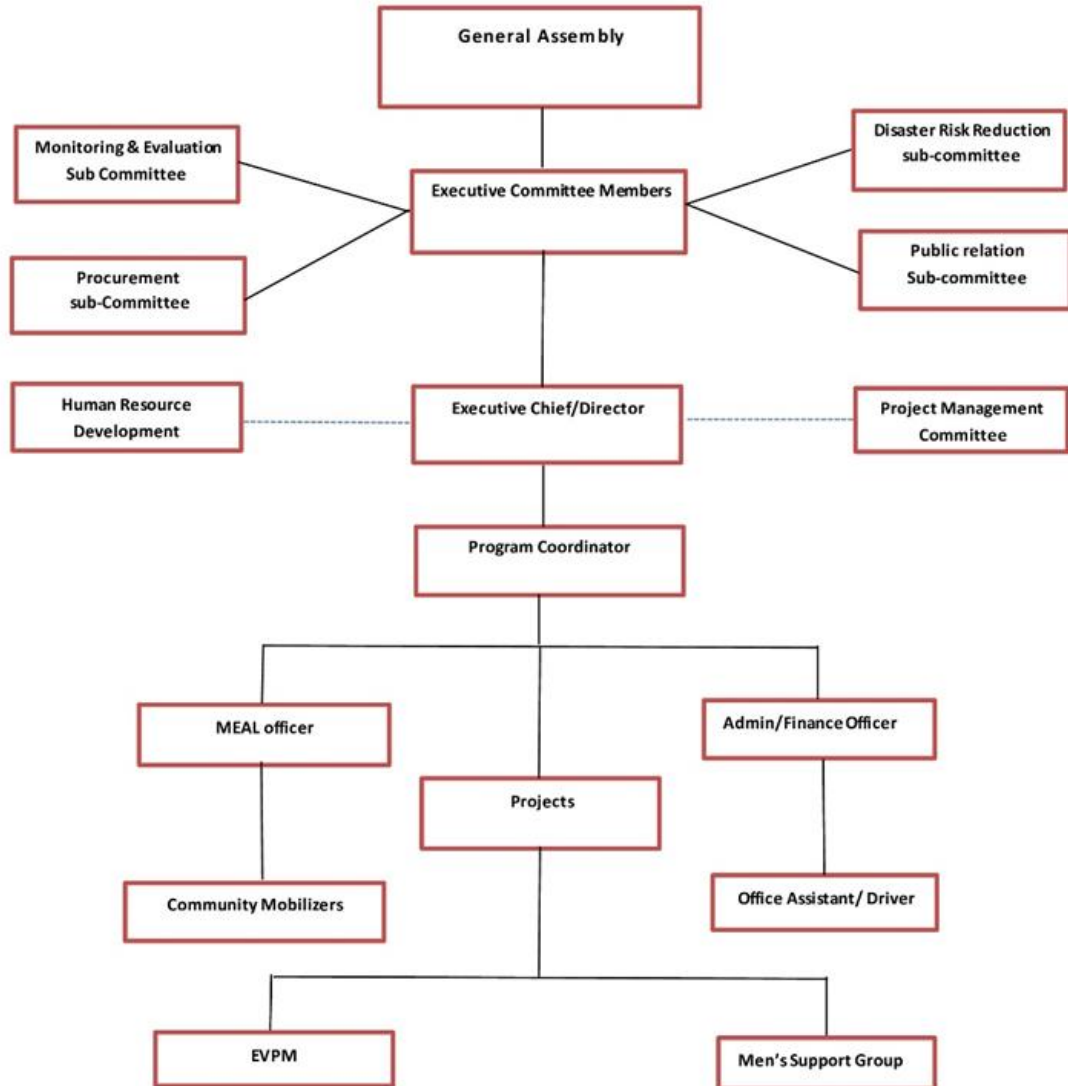 General Assembly
Monitoring & Evaluation
Sub Committee
Disaster Risk Reduction
sub-committee
Executive Committee Members
Procurement
sub-Committee
Public relation
Sub-committee
Human Resource
Development
Executive Chief/Director
Project Management
Committee
Program Coordinator
MEAL officer
Admin/Finance Officer
Projects
Community Mobilizers
Office Assistant/ Driver
EVPM
Men's Support Group